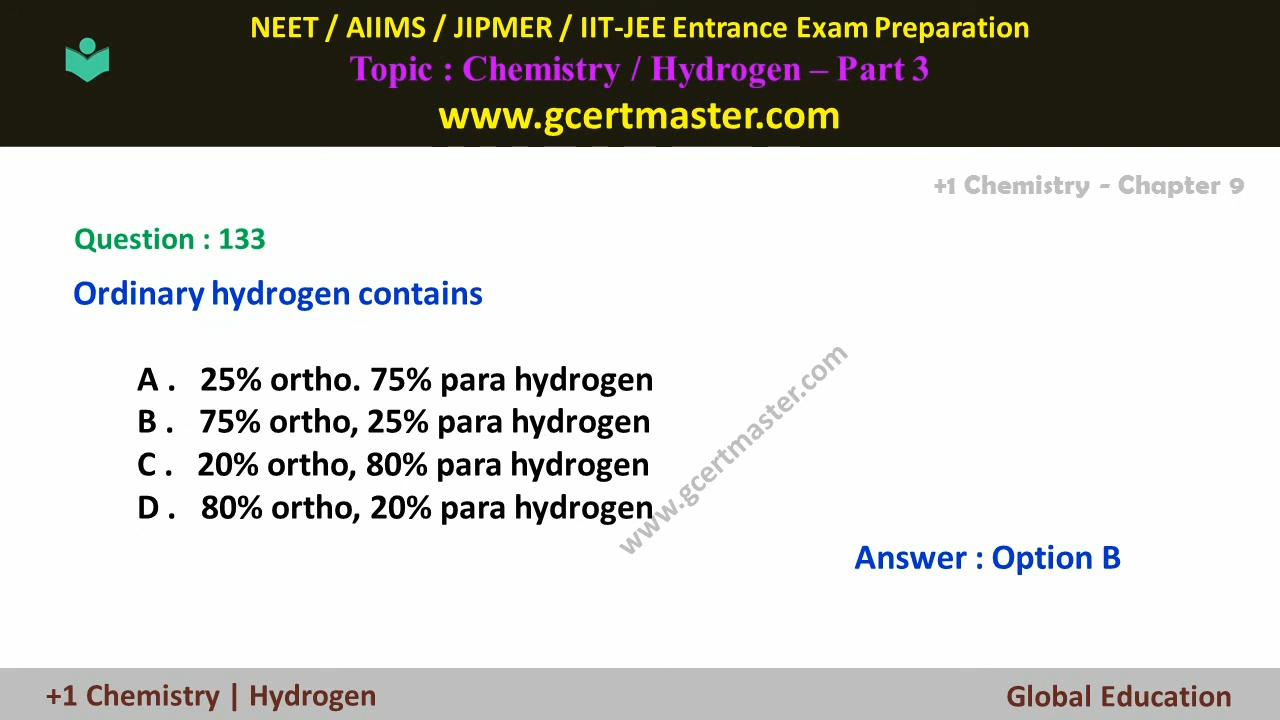 NEET / AIIMS / JIPMER / IIT-JEE Entrance Exam Preparation
Topic : Chemistry / Hydrogen – Part 3
www.gcertmaster.com
+1 Chemistry - Chapter 9
Question : 133
Ordinary hydrogen contains
A . 25% ortho. 75% para hydrogen
B . 75% ortho, 25% para hydrogen
C . 20% ortho, 80% para hydrogen
D . 80% ortho, 20% para hydrogen
www.gcertmaster.com
Answer : Option B
+1 Chemistry | Hydrogen
Global Education